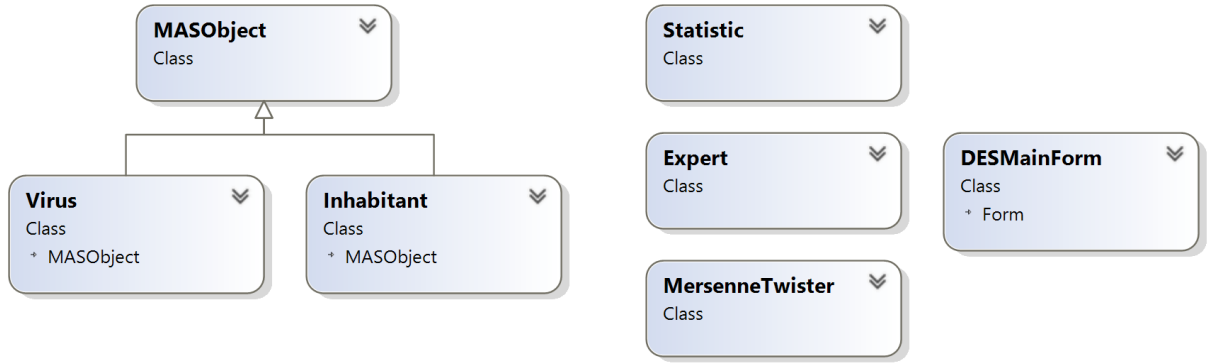 MASObject
Class
Virus
Class
MASObject
Inhabitant
Class
MASObject
Statistic
Class
Expert
Class
MersenneTwister
Class
DESMainForm
Class
Form